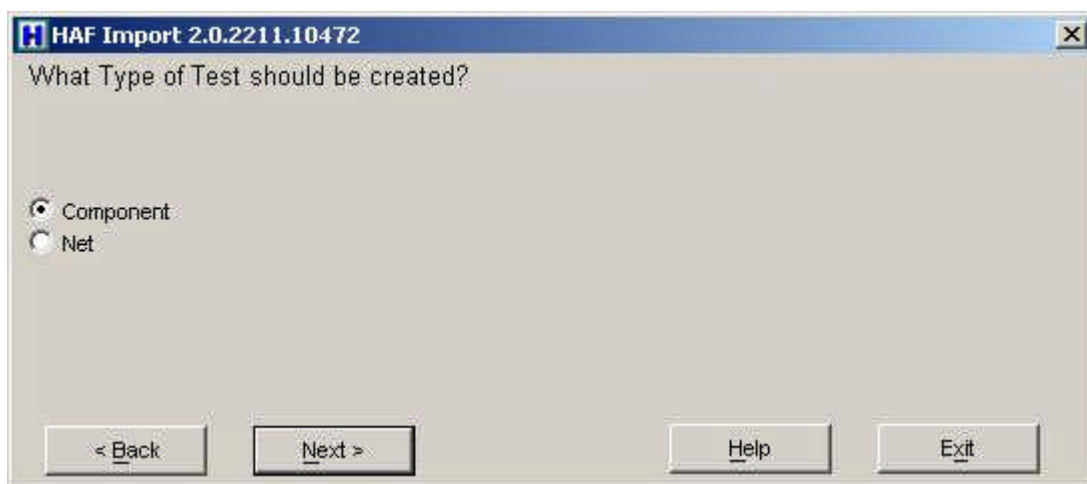 H HAF Import 2.0.2211.10472
What Type of Test should be created?
Component
Net
< Back Next > Help Exit